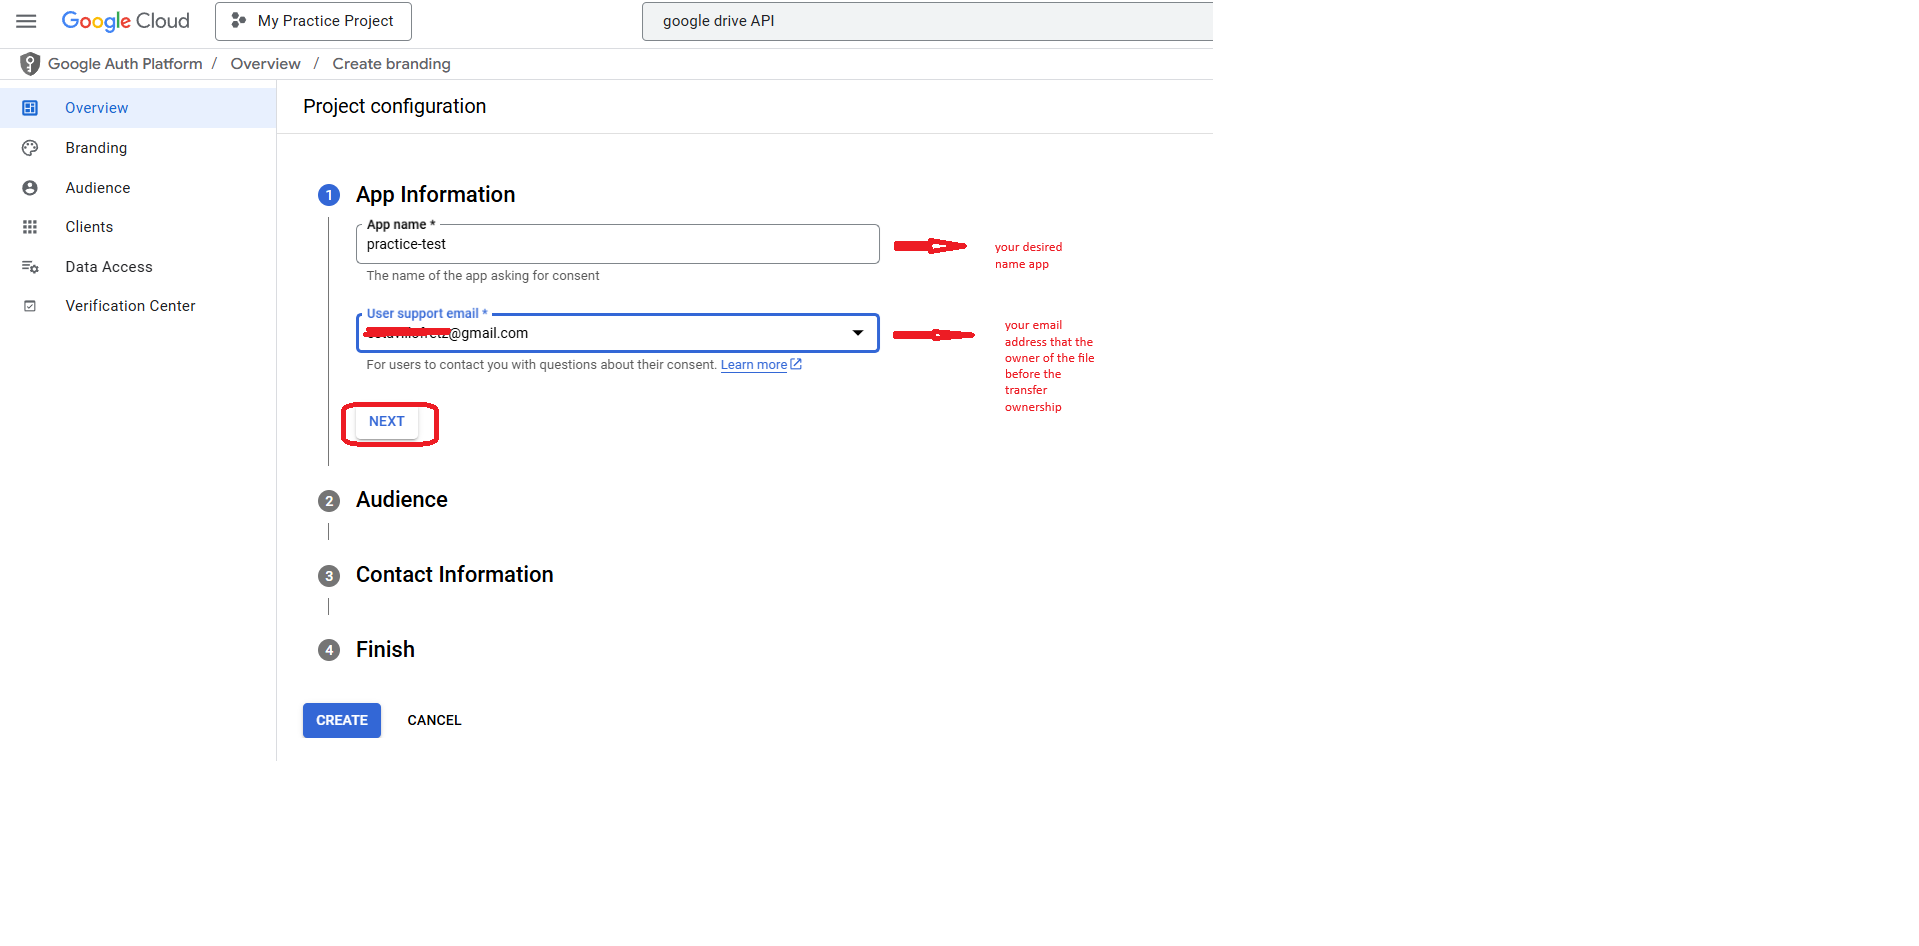 Google Cloud
My Practice Project
google drive API
Google Auth Platform / Overview / Create branding
Overview
Branding
Audience
Clients
Data Access
Verification Center
Project configuration
1 App Information
App name *
practice-test
The name of the app asking for consent
your desired
name app
User support email *
@gmail.com
For users to contact you with questions about their consent. Learn more
your email
address that the
owner of the file
before the
transfer
ownership
NEXT
2 Audience
3 Contact Information
4 Finish
CREATE
CANCEL